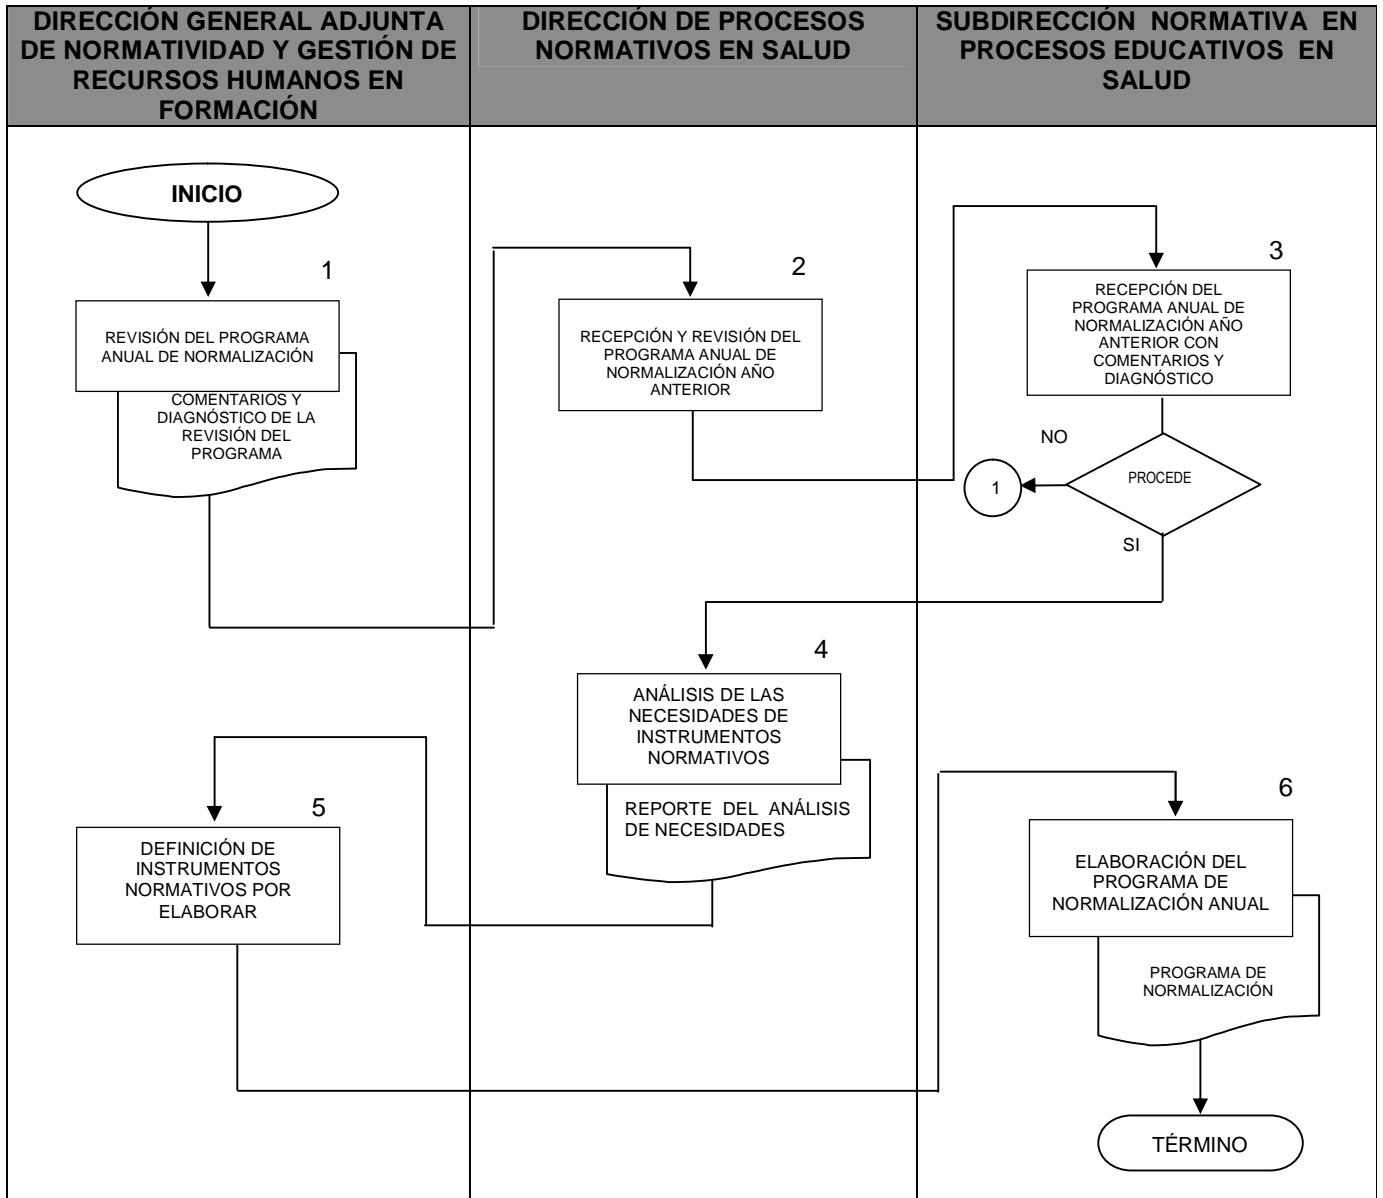 DIRECCIÓN GENERAL ADJUNTA
DE NORMATIVIDAD Y GESTIÓN DE
RECURSOS HUMANOS EN
FORMACIÓN
DIRECCIÓN DE PROCESOS
NORMATIVOS EN SALUD
SUBDIRECCIÓN NORMATIVA EN
PROCESOS EDUCATIVOS EN
SALUD
INICIO
1
REVISIÓN DEL PROGRAMA
ANUAL DE NORMALIZACIÓN
COMENTARIOS Y
DIAGNÓSTICO DE LA
REVISIÓN DEL
PROGRAMA
2
RECEPCIÓN Y REVISIÓN DEL
PROGRAMA ANUAL DE
NORMALIZACIÓN AÑO
ANTERIOR
3
RECEPCIÓN DEL
PROGRAMA ANUAL DE
NORMALIZACIÓN AÑO
ANTERIOR CON
COMENTARIOS Y
DIAGNÓSTICO
NO
1
PROCEDE
SI
4
ANÁLISIS DE LAS
NECESIDADES DE
INSTRUMENTOS
NORMATIVOS
REPORTE DEL ANÁLISIS
DE NECESIDADES
5
DEFINICIÓN DE
INSTRUMENTOS
NORMATIVOS POR
ELABORAR
6
ELABORACIÓN DEL
PROGRAMA DE
NORMALIZACIÓN ANUAL
PROGRAMA DE
NORMALIZACIÓN
TÉRMINO